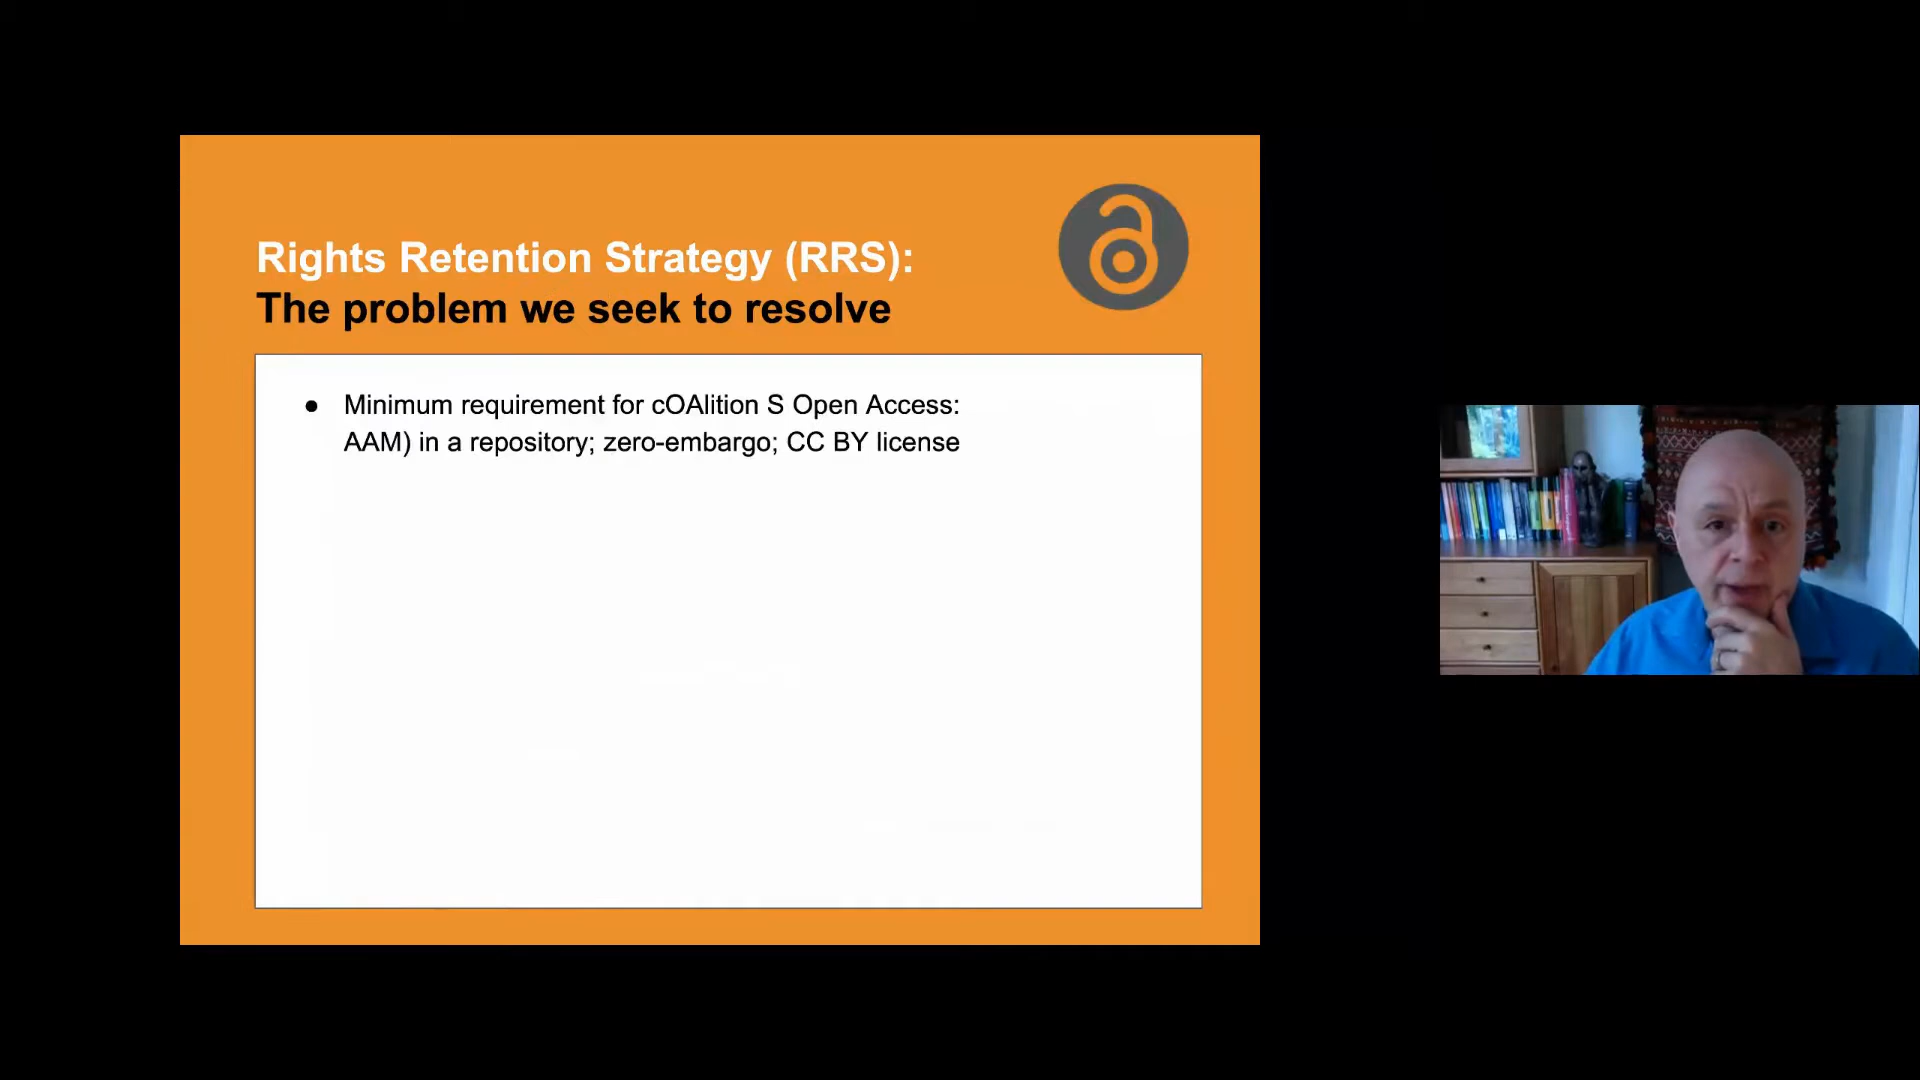 Rights Retention Strategy (RRS):
The problem we seek to resolve
● Minimum requirement for cOAlition S Open Access:
AAM) in a repository; zero-embargo; CC BY license